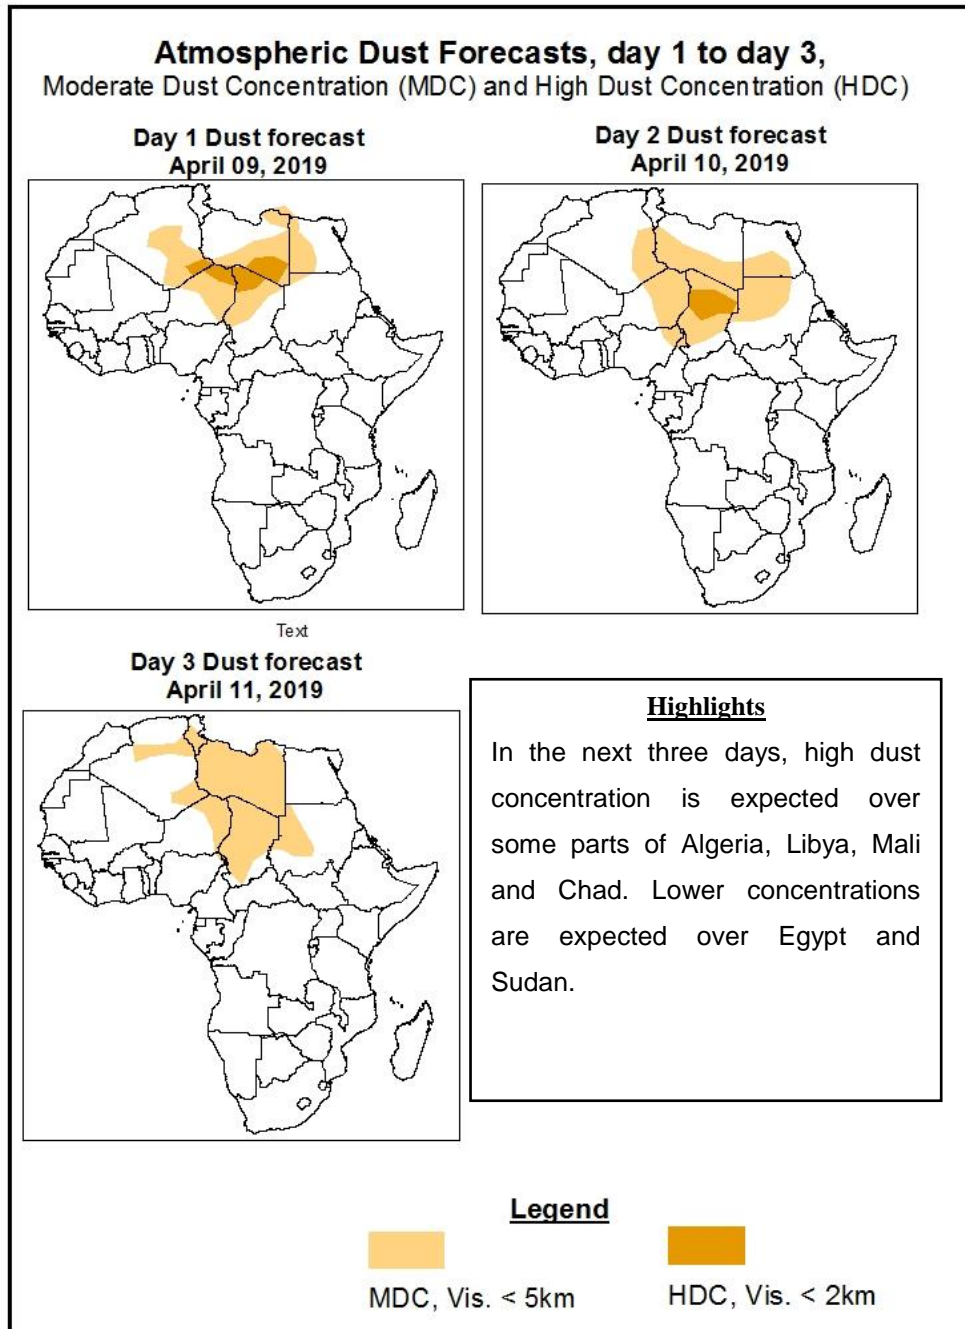 Atmospheric Dust Forecasts, day 1 to day 3,
Moderate Dust Concentration (MDC) and High Dust Concentration (HDC)
Day 1 Dust forecast
April 09, 2019
Day 2 Dust forecast
April 10, 2019
Text
Day 3 Dust forecast
April 11, 2019
Highlights
In the next three days, high dust
concentration is expected over
some parts of Algeria, Libya, Mali
and Chad. Lower concentrations
are expected over Egypt and
Sudan.
Legend
MDC, Vis. < 5km
HDC, Vis. < 2km